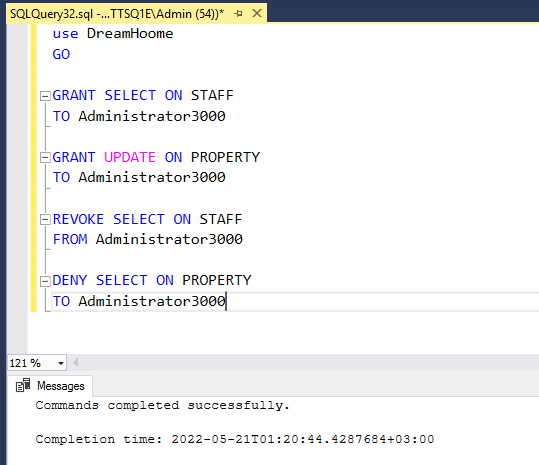 SQLQuery32.sql -...TTSQ1E\Admin (54))*
use DreamHoome
GO
GRANT SELECT ON STAFF
TO Administrator3000
GRANT UPDATE ON PROPERTY
TO Administrator3000
REVOKE SELECT ON STAFF
FROM Administrator3000
DENY SELECT ON PROPERTY
TO Administrator3000
121 %
Messages
Commands completed successfully.
Completion time: 2022-05-21T01:20:44.4287684+03:00